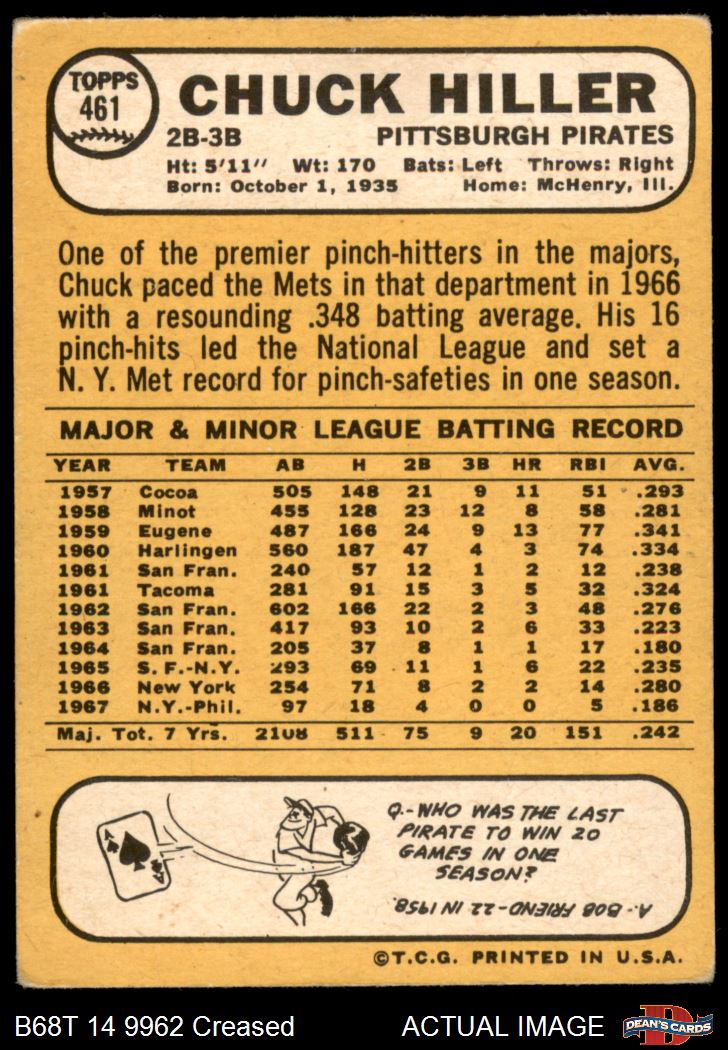 TOPPS
461
CHUCK HILLER
2B-3B PITTSBURGH PIRATES
Ht: 5'11" Wt: 170 Bats: Left Throws: Right
Born: October 1, 1935 Home: McHenry, Ill.
One of the premier pinch-hitters in the majors,
Chuck paced the Mets in that department in 1966
with a resounding .348 batting average. His 16
pinch-hits led the National League and set a
N. Y. Met record for pinch-safeties in one season.
MAJOR & MINOR LEAGUE BATTING RECORD
YEAR TEAM AB H 2B 3B HR RBI AVG.
1957 Cocoa 505 148 21 9 11 51 .293
1958 Minot 455 128 23 12 8 58 .281
1959 Eugene 487 166 24 9 13 77 .341
1960 Harlingen 560 187 47 4 3 74 .334
1961 San Fran. 240 57 12 1 2 12 .238
1961 Tacoma 281 91 15 3 5 32 .324
1962 San Fran. 602 166 22 2 3 48 .276
1963 San Fran. 417 93 10 2 6 33 .223
1964 San Fran. 205 37 8 1 1 17 .180
1965 S. F.-N.Y. 293 69 11 1 6 22 .235
1966 New York 254 71 8 2 2 14 .280
1967 N.Y.-Phil. 97 18 4 0 0 5 .186
Maj. Tot. 7 Yrs. 2108 511 75 9 20 151 .242
Q.-WHO WAS THE LAST
PIRATE TO WIN 20
GAMES IN ONE
SEASON?
A.-BOB FRIEND-22 IN 1958.
A
A
©T.C.G. PRINTED IN U.S.A.
B68T 14 9962 Creased ACTUAL IMAGE
D
DEAN'S CARDS